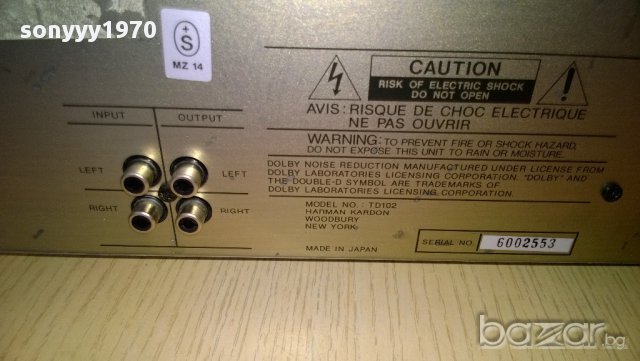 sonyyy1970
S
MZ 14
CAUTION
RISK OF ELECTRIC SHOCK
DO NOT OPEN
AVIS : RISQUE DE CHOC ELECTRIQUE
NE PAS OUVRIR
WARNING: TO PREVENT FIRE OR SHOCK HAZARD,
DO NOT EXPOSE THIS UNIT TO RAIN OR MOISTURE.
DOLBY NOISE REDUCTION MANUFACTURED UNDER LICENSE FROM
DOLBY LABORATORIES LICENSING CORPORATION. "DOLBY" AND
THE DOUBLE-D SYMBOL ARE TRADEMARKS OF
DOLBY LABORATORIES LICENSING CORPORATION.
INPUT OUTPUT
LEFT LEFT
RIGHT RIGHT
MODEL NO. : TD102
HARMAN KARDON
WOODBURY
NEW YORK
MADE IN JAPAN
SERIAL NO. 6002553
bazar.bg